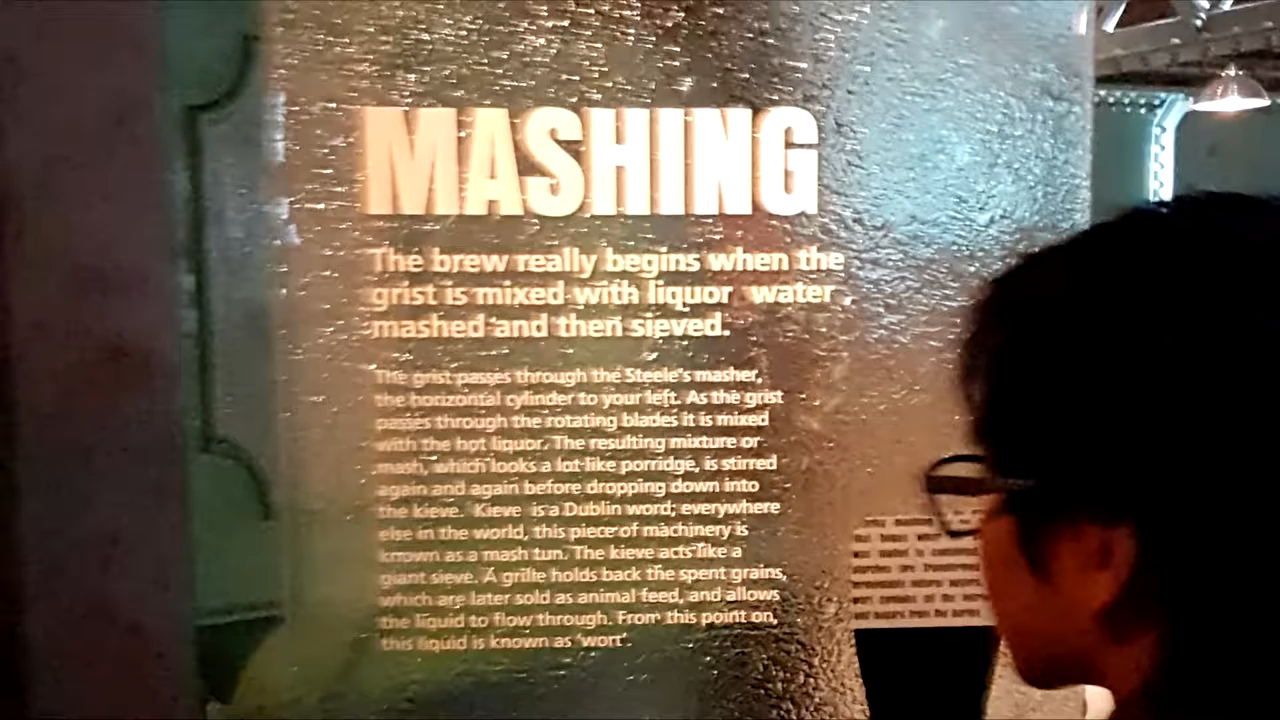 MASHING
The brew really begins when the
grist is mixed with liquor water
mashed and then sieved.
The grist passes through the Steele's masher,
the horizontal cylinder to your left. As the grist
passes through the rotating blades it is mixed
with the hot liquor. The resulting mixture or
mash, which looks a lot like porridge, is stirred
again and again before dropping down into
the kieve. Kieve is a Dublin word; everywhere
else in the world, this piece of machinery is
known as a mash tun. The kieve acts like a
giant sieve. A grille holds back the spent grains,
which are later sold as animal feed, and allows
the liquid to flow through. From this point on,
this liquid is known as 'wort'.